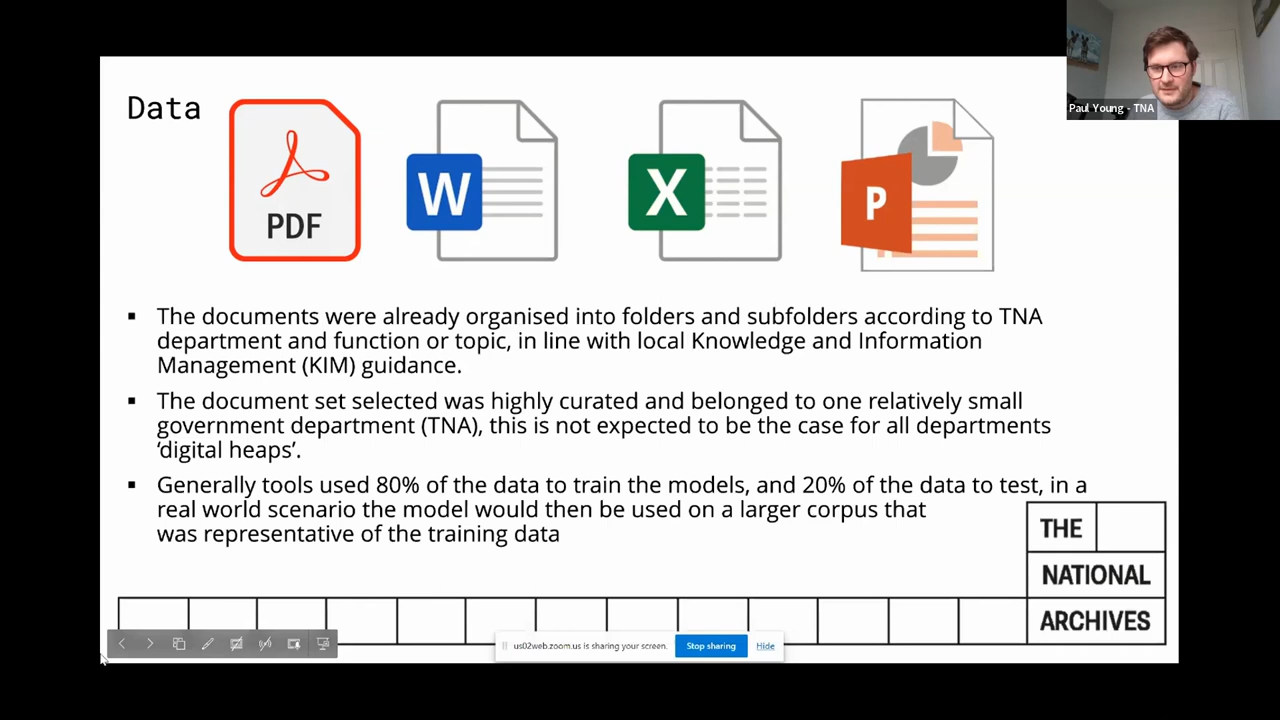 Paul Young - TNA
Data
PDF
W
X
P
▪ The documents were already organised into folders and subfolders according to TNA
department and function or topic, in line with local Knowledge and Information
Management (KIM) guidance.
▪ The document set selected was highly curated and belonged to one relatively small
government department (TNA), this is not expected to be the case for all departments
‘digital heaps’.
▪ Generally tools used 80% of the data to train the models, and 20% of the data to test, in a
real world scenario the model would then be used on a larger corpus that
was representative of the training data
THE
NATIONAL
ARCHIVES
us02web.zoom.us is sharing your screen.
Stop sharing
Hide